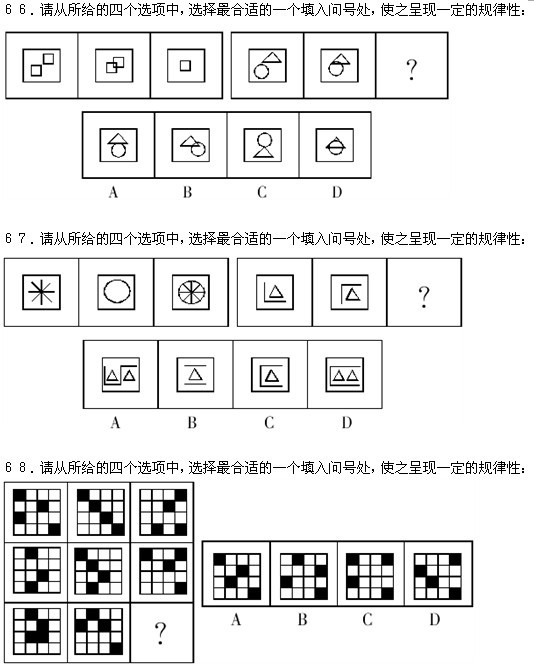 66.请从所给的四个选项中,选择最合适的一个填入问号处,使之呈现一定的规律性:
?
A B C D
67.请从所给的四个选项中,选择最合适的一个填入问号处,使之呈现一定的规律性:
?
A B C D
68.请从所给的四个选项中,选择最合适的一个填入问号处,使之呈现一定的规律性:
A B C D
?